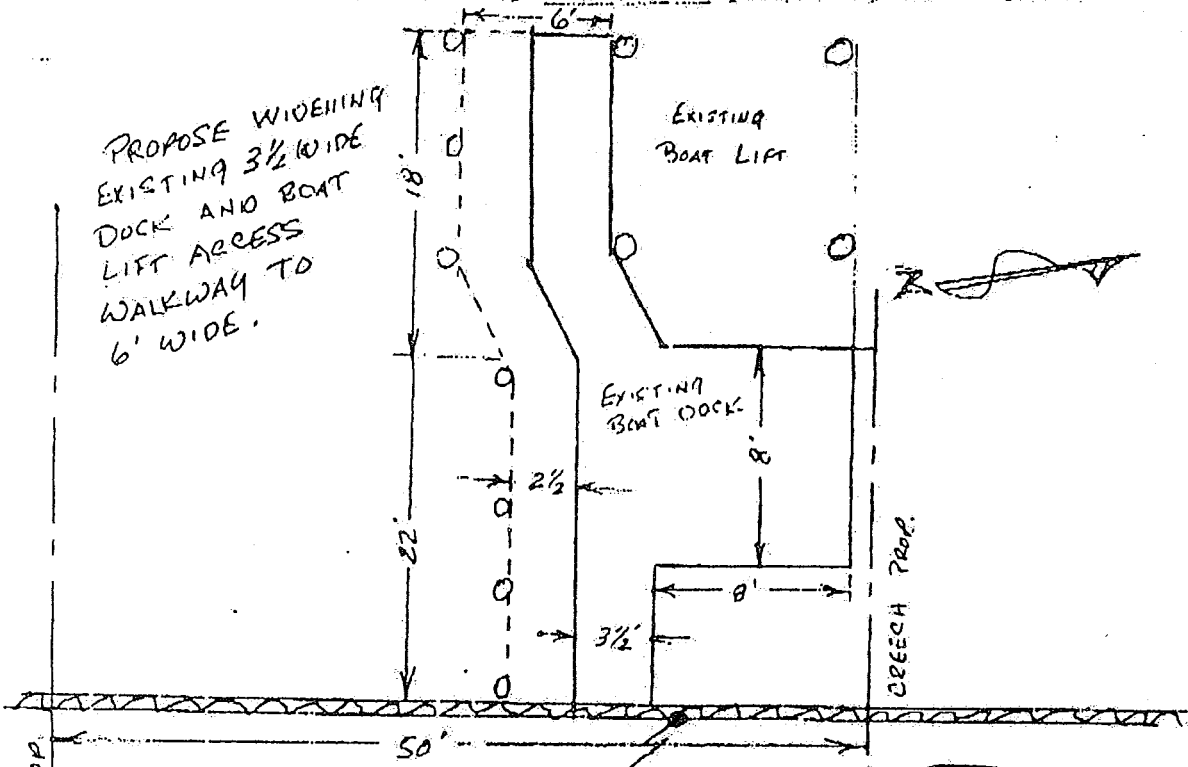 6'
PROPOSE WIDENING
EXISTING 3½ WIDE
DOCK AND BOAT
LIFT ACCESS
WALKWAY TO
6' WIDE.
18'
EXISTING
BOAT LIFT
EXISTING
BOAT DOCK
8'
2½
22'
8'
3½'
CREECH PROP.
50'